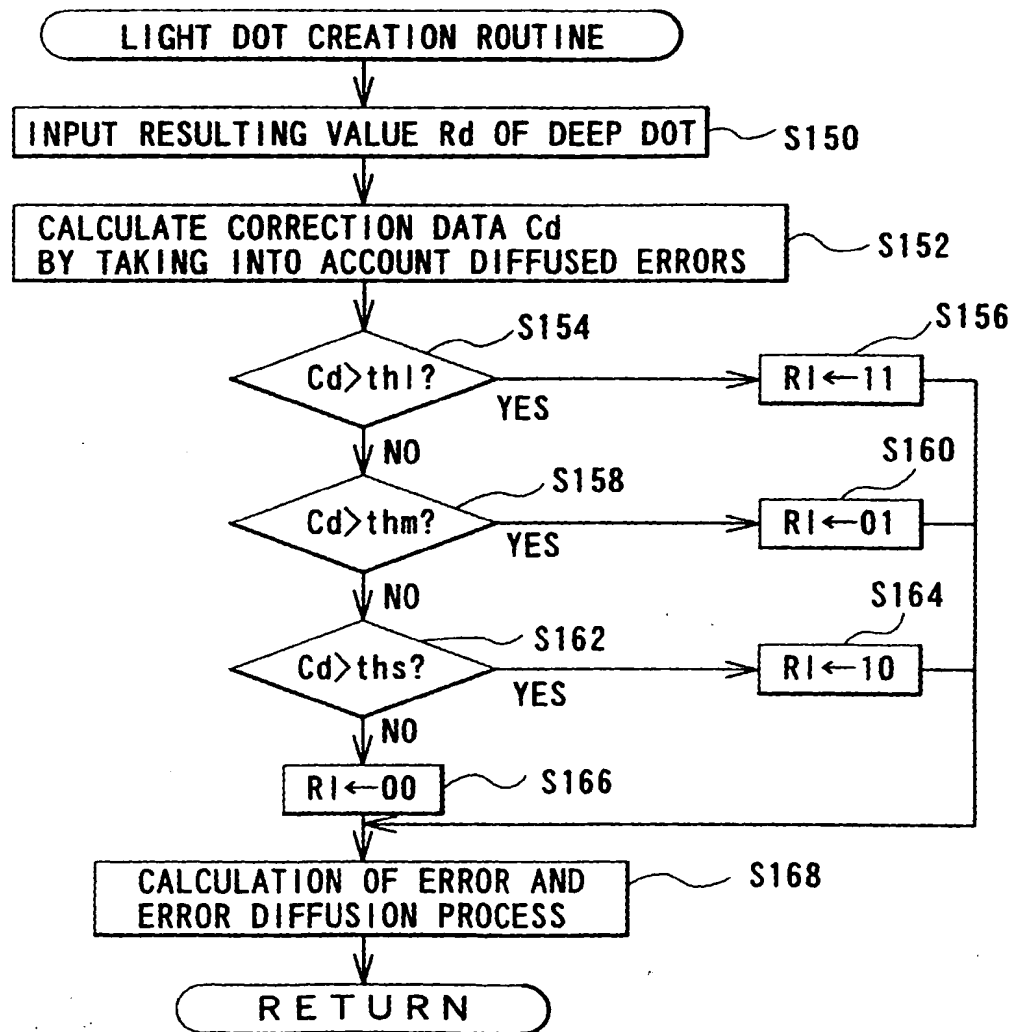 LIGHT DOT CREATION ROUTINE
INPUT RESULTING VALUE Rd OF DEEP DOT
S150
CALCULATE CORRECTION DATA Cd
BY TAKING INTO ACCOUNT DIFFUSED ERRORS
S152
S154
Cd>thl?
YES
S156
Rl←11
NO
S158
Cd>thm?
YES
S160
Rl←01
NO
S162
Cd>ths?
YES
S164
Rl←10
NO
Rl←00
S166
CALCULATION OF ERROR AND
ERROR DIFFUSION PROCESS
S168
RETURN